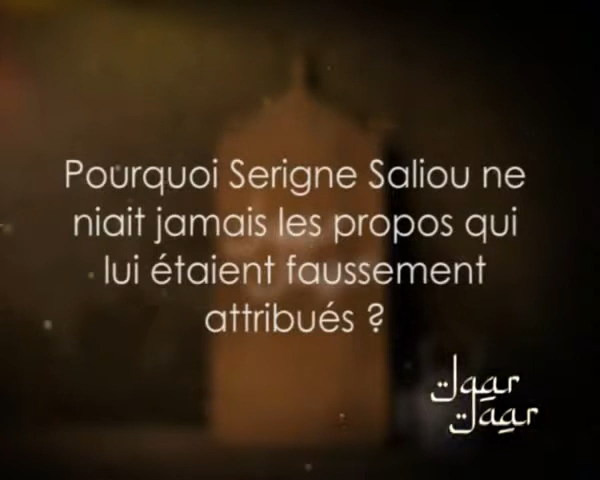 Pourquoi Serigne Saliou ne
niait jamais les propos qui
lui étaient faussement
attribués ?
Jaar
Jaar